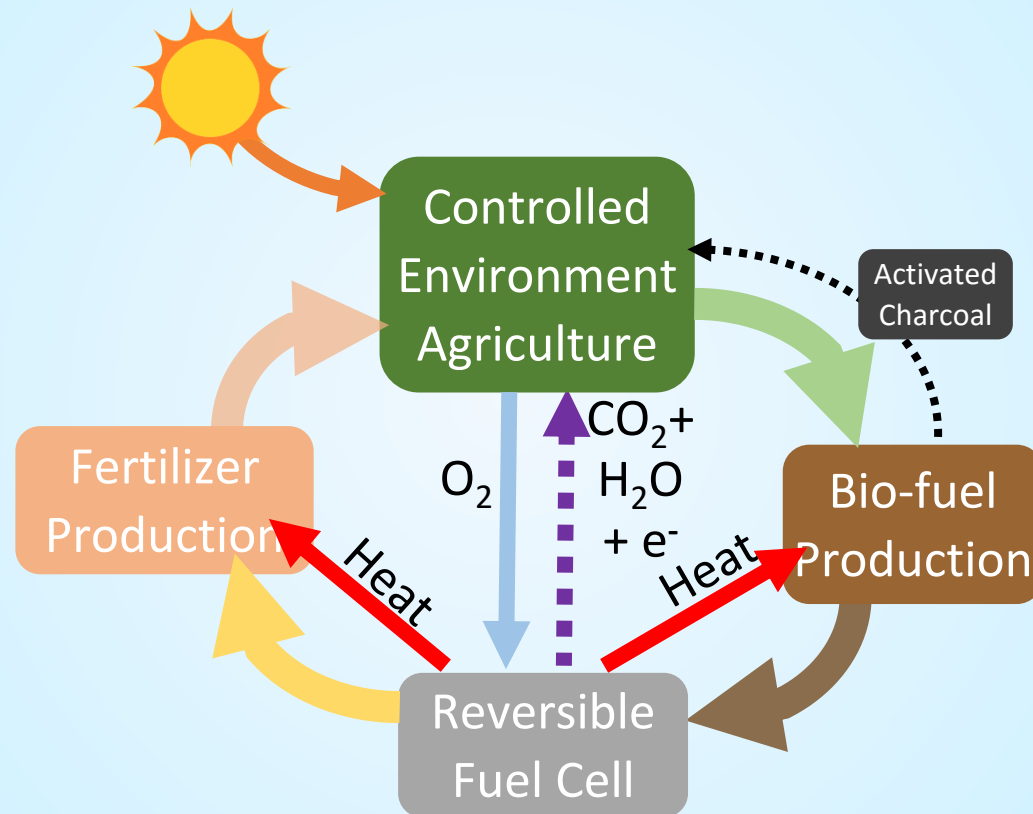 Controlled
Environment
Agriculture
Activated
Charcoal
Fertilizer
Production
O₂
CO₂+
H₂O
+ e⁻
Bio-fuel
Production
Heat
Heat
Reversible
Fuel Cell